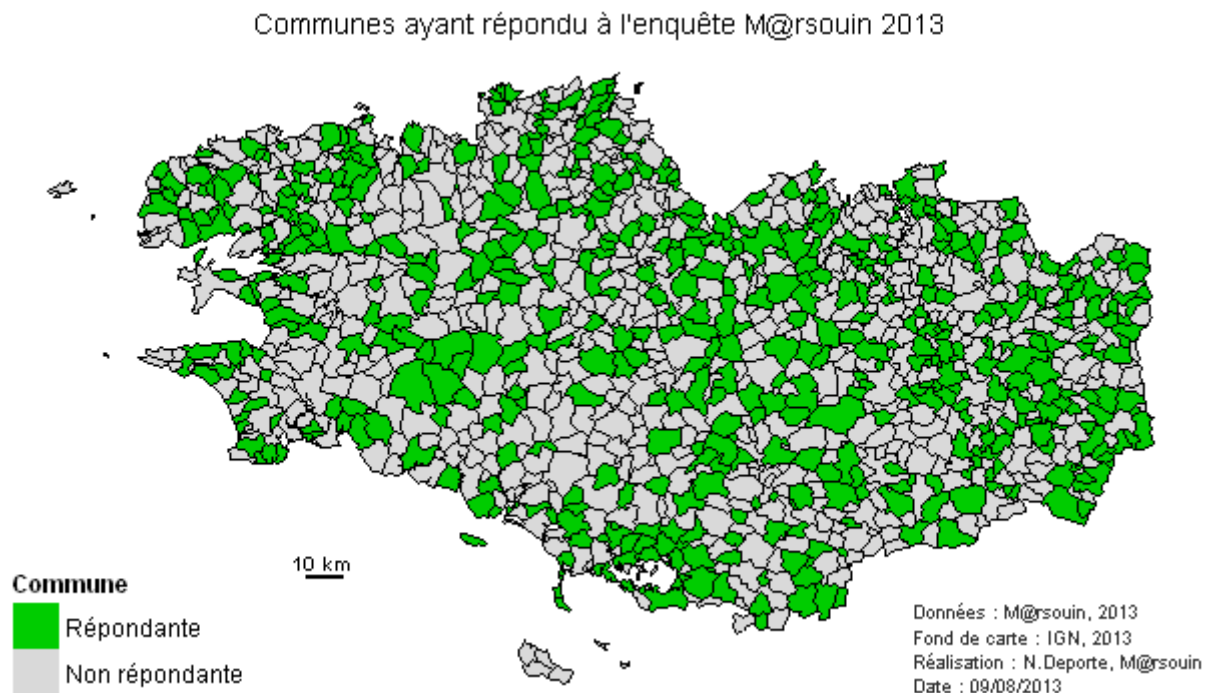 Communes ayant répondu à l'enquête M@rsouin 2013
10 km
Commune
Répondante
Non répondante
Données : M@rsouin, 2013
Fond de carte : IGN, 2013
Réalisation : N.Deporte, M@rsouin
Date : 09/08/2013